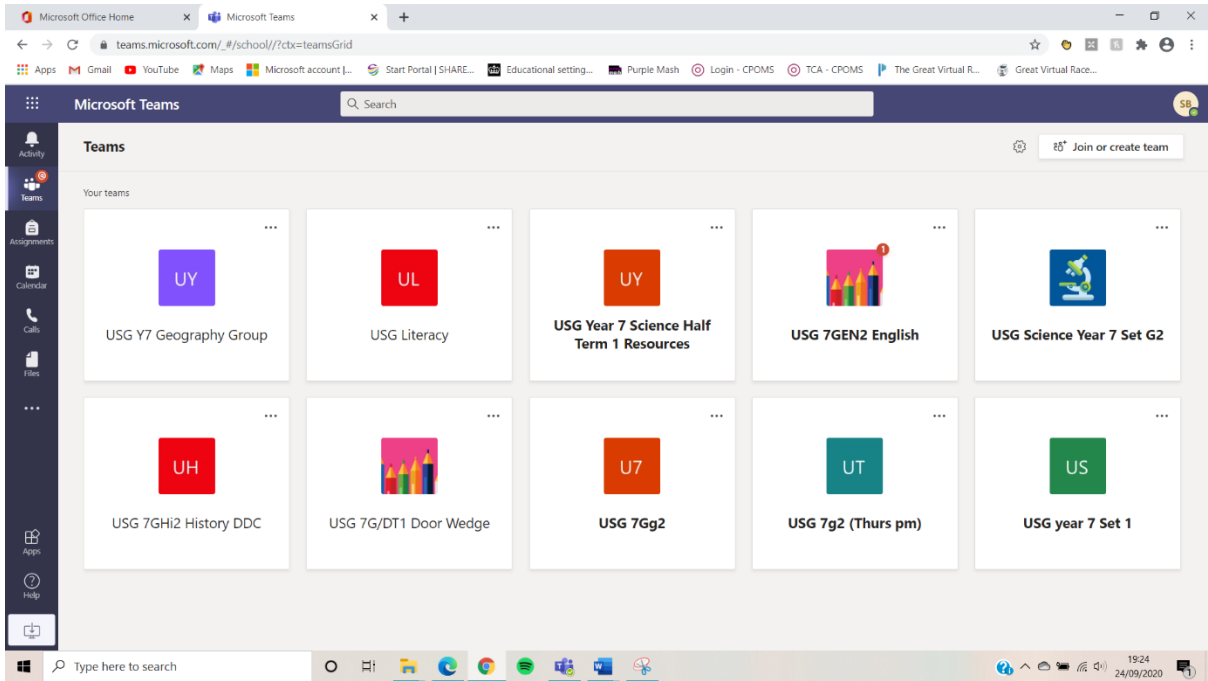 Microsoft Office Home
Microsoft Teams
teams.microsoft.com/_#/school//?ctx=teamsGrid
Apps Gmail YouTube Maps Microsoft account |... Start Portal | SHARE... Educational setting... Purple Mash Login - CPOMS TCA - CPOMS The Great Virtual R... Great Virtual Race...
Microsoft Teams Search SB
Activity
Teams
Assignments
Calendar
Calls
Files
Apps
Help
Teams Join or create team
Your teams
UY
USG Y7 Geography Group
UL
USG Literacy
UY
USG Year 7 Science Half
Term 1 Resources
1
USG 7GEN2 English
USG Science Year 7 Set G2
UH
USG 7GHi2 History DDC
USG 7G/DT1 Door Wedge
U7
USG 7Gg2
UT
USG 7g2 (Thurs pm)
US
USG year 7 Set 1
Type here to search
19:24
24/09/2020